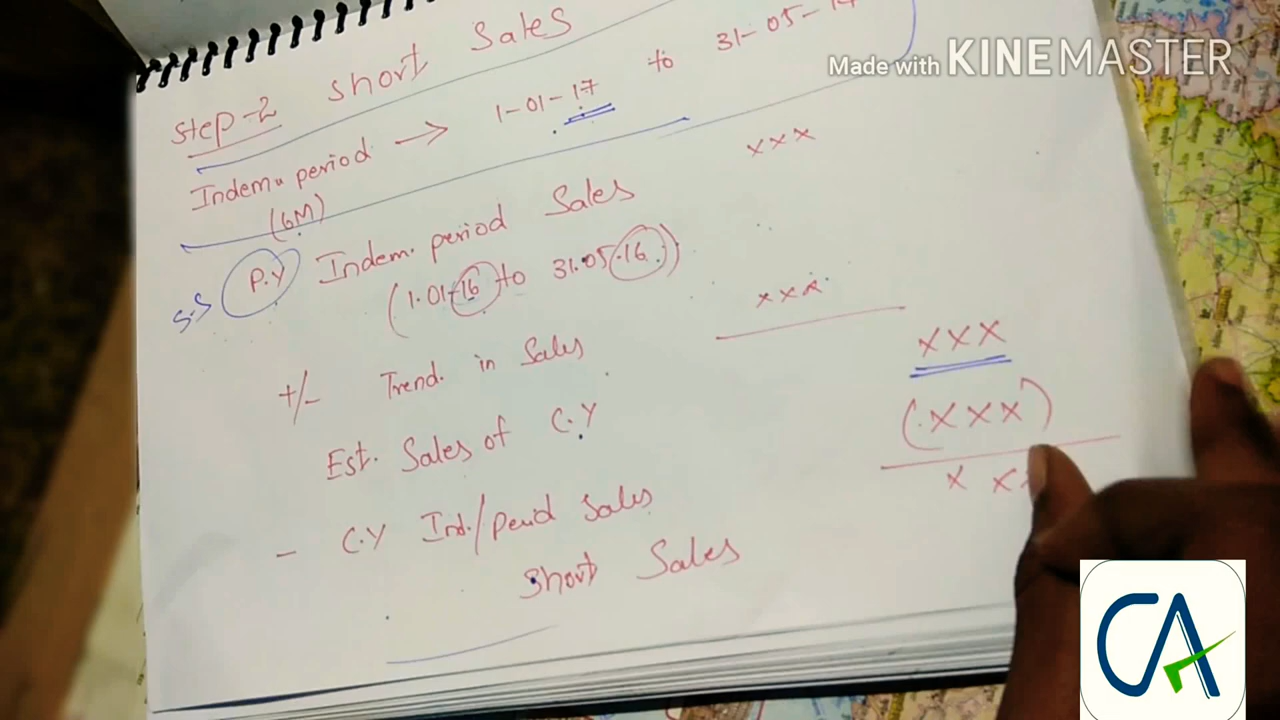 Made with KINEMASTER
Step-2 Short Sales
Indem. period → 1-01-17 to 31-05-17
(6M)
XXX
S.S P.Y Indem. period Sales
(1.01-16 to 31.05.16)
+/- Trend. in Sales XXX
Est. Sales of C.Y XXX
- C.Y Ind./Period Sales (XXX)
Short Sales X X
CA